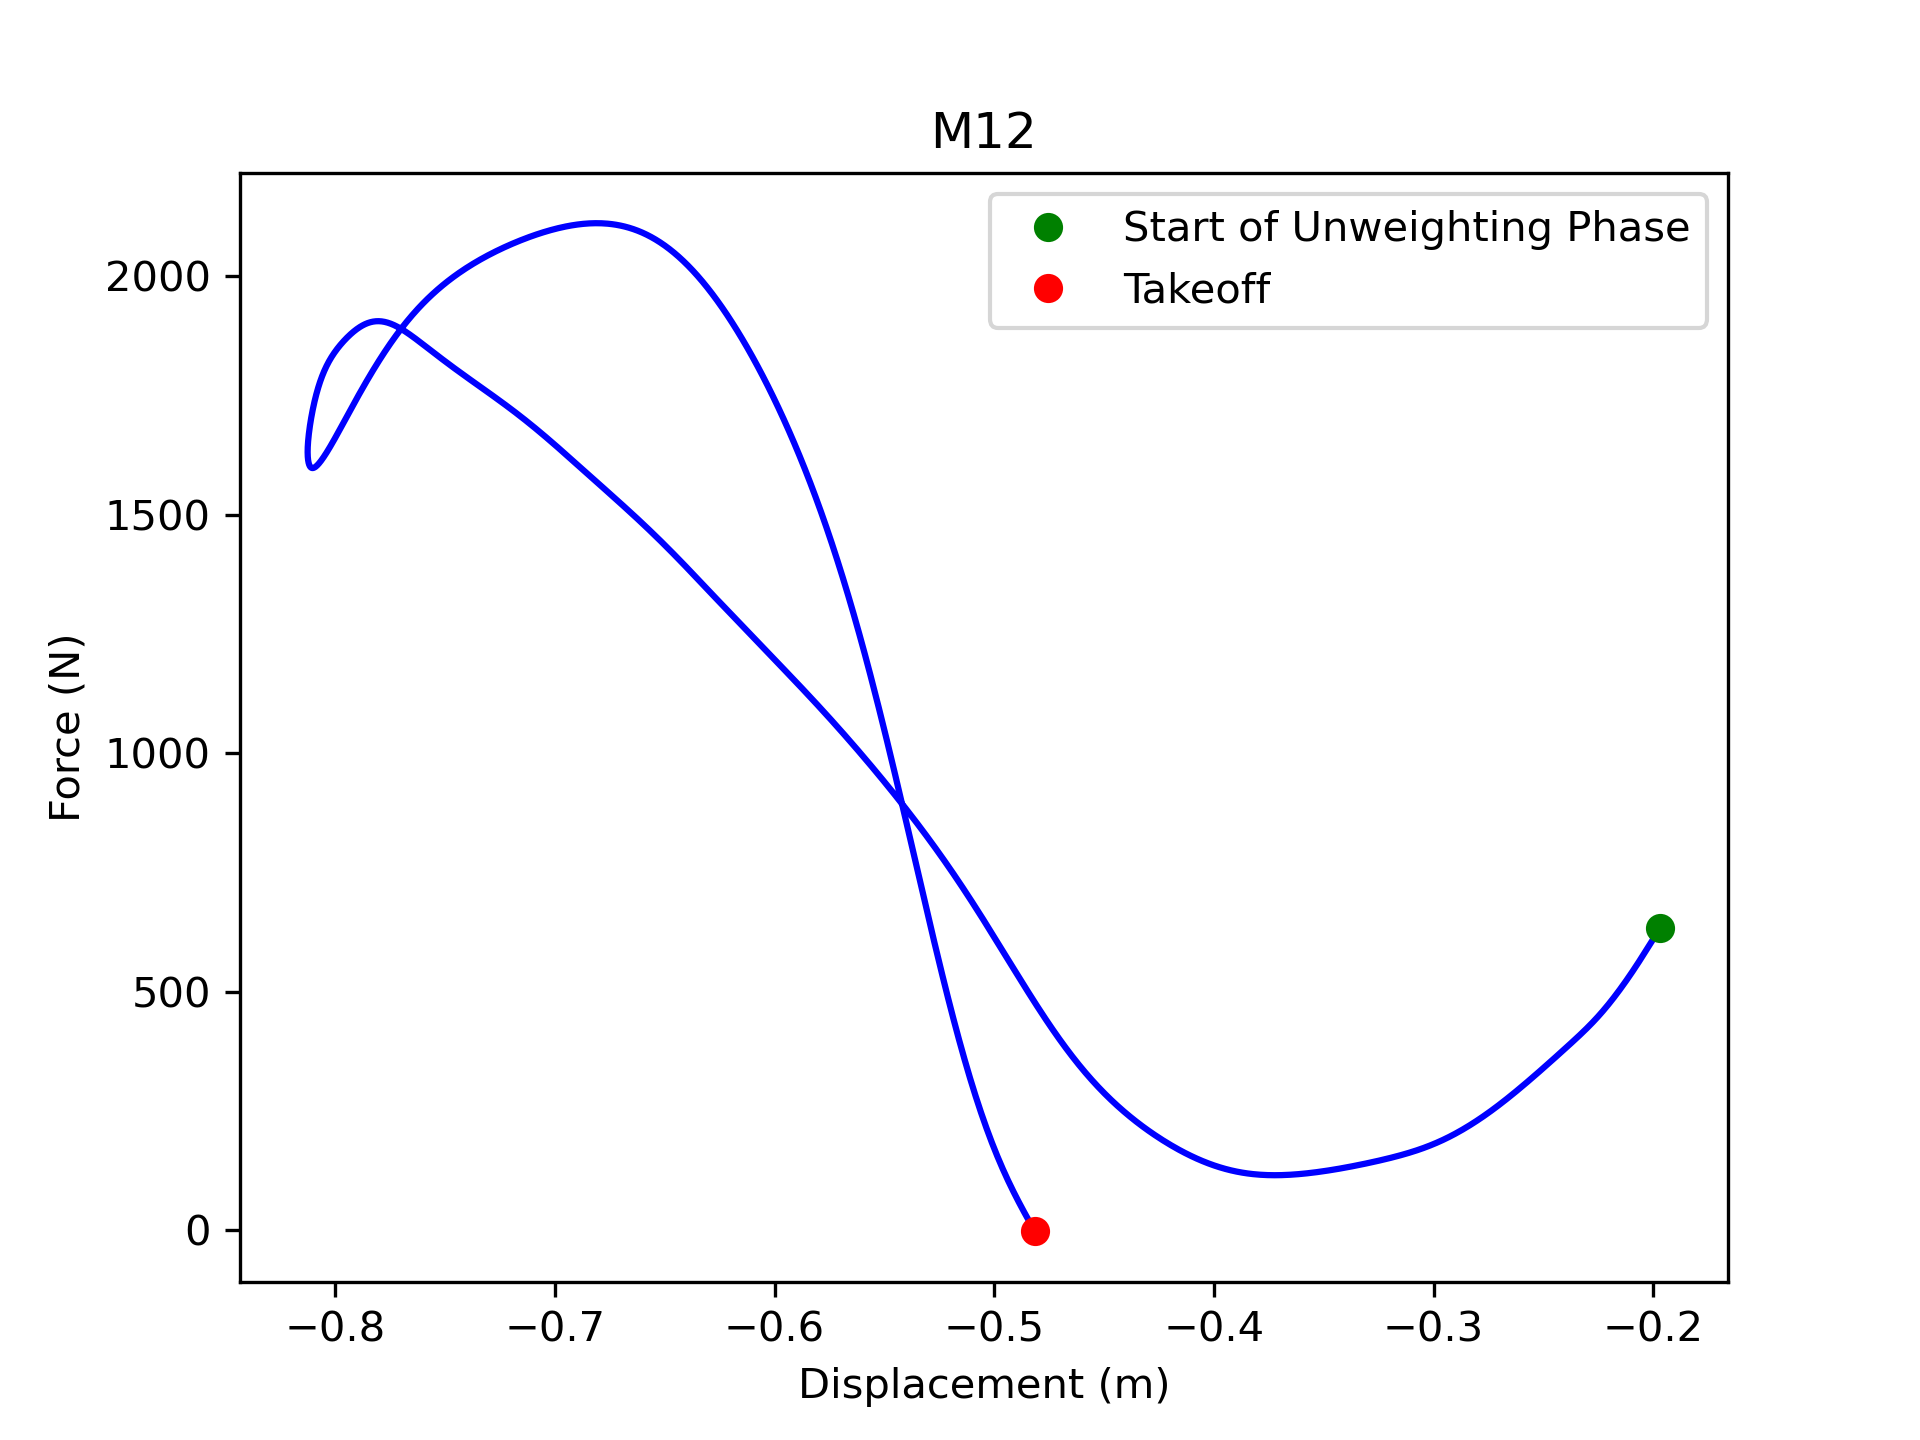 M12
Start of Unweighting Phase
Takeoff
Force (N)
2000
1500
1000
500
0
−0.8 −0.7 −0.6 −0.5 −0.4 −0.3 −0.2
Displacement (m)